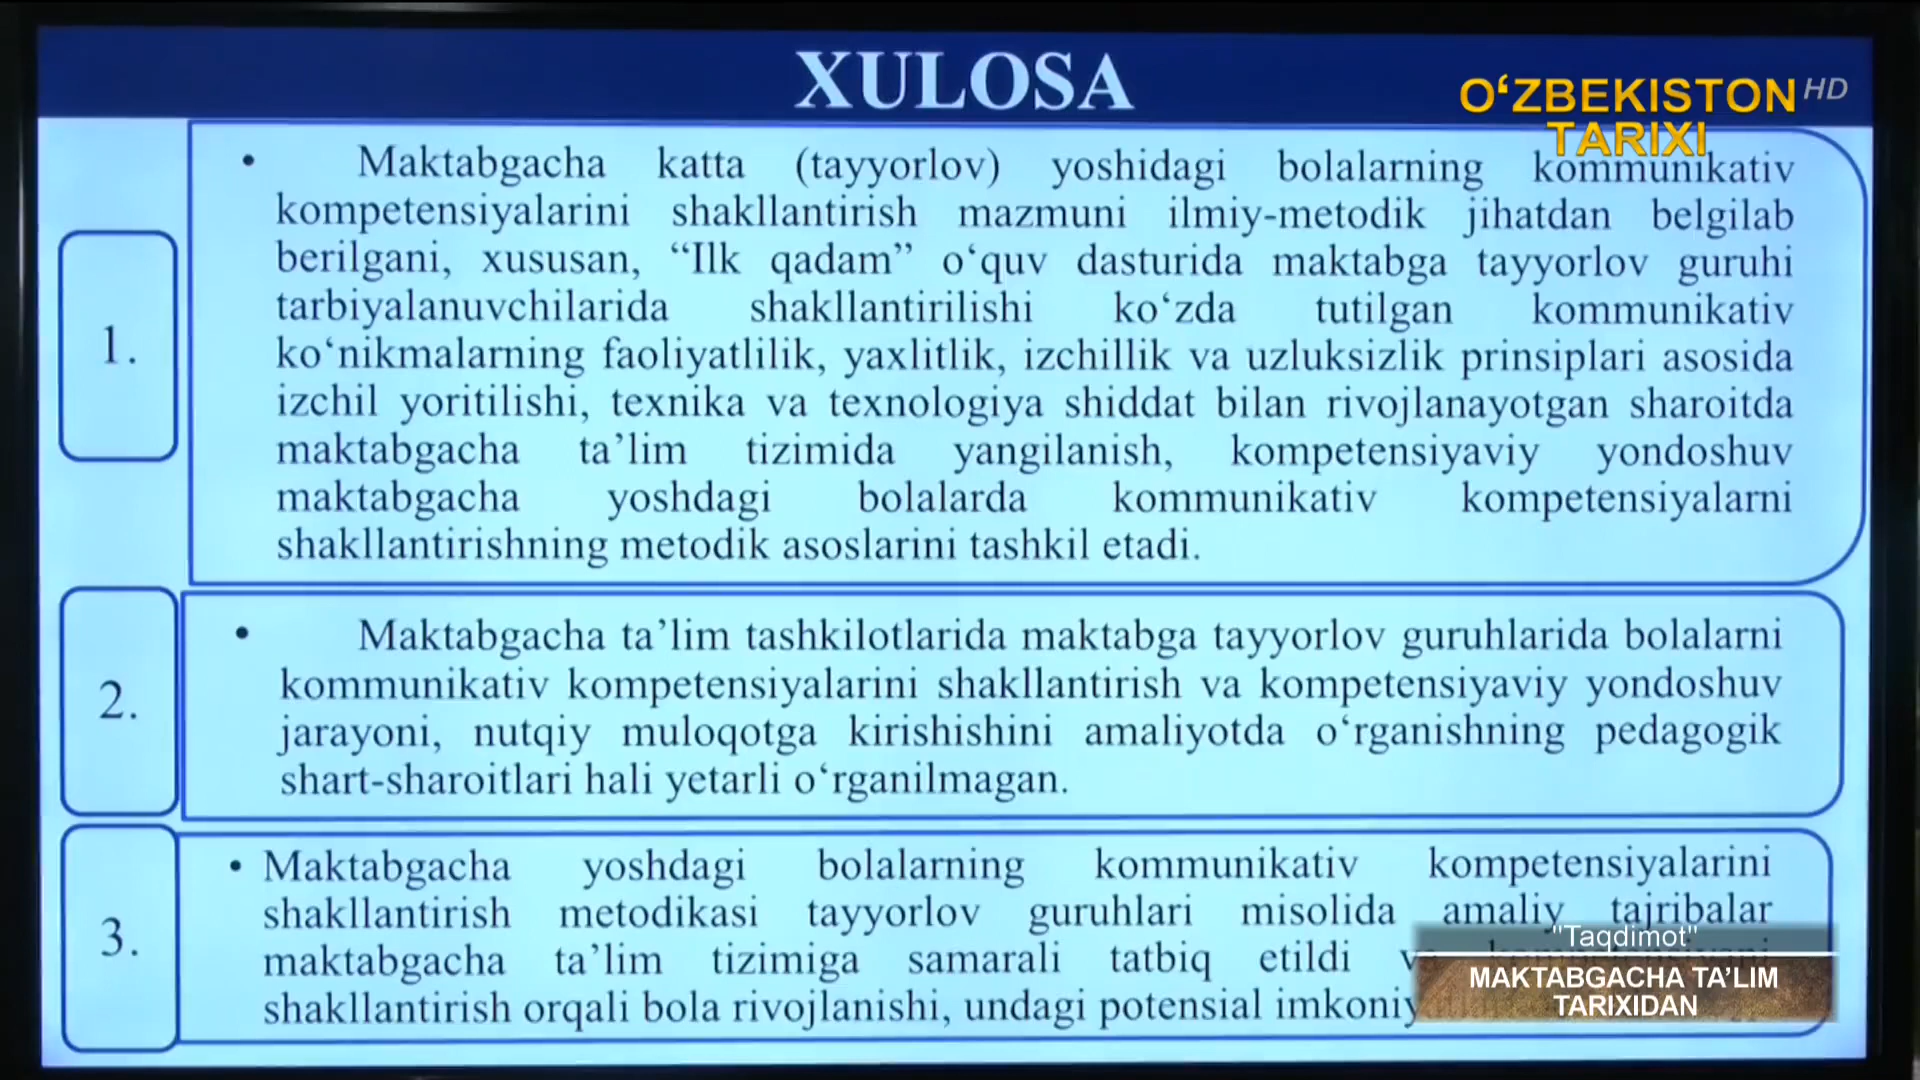 XULOSA
O‘ZBEKISTON HD
TARIXI
1.
• Maktabgacha katta (tayyorlov) yoshidagi bolalarning kommunikativ
kompetensiyalarini shakllantirish mazmuni ilmiy-metodik jihatdan belgilab
berilgani, xususan, “Ilk qadam” o‘quv dasturida maktabga tayyorlov guruhi
tarbiyalanuvchilarida shakllantirilishi ko‘zda tutilgan kommunikativ
ko‘nikmalarning faoliyatlilik, yaxlitlik, izchillik va uzluksizlik prinsiplari asosida
izchil yoritilishi, texnika va texnologiya shiddat bilan rivojlanayotgan sharoitda
maktabgacha ta’lim tizimida yangilanish, kompetensiyaviy yondoshuv
maktabgacha yoshdagi bolalarda kommunikativ kompetensiyalarni
shakllantirishning metodik asoslarini tashkil etadi.
2.
• Maktabgacha ta’lim tashkilotlarida maktabga tayyorlov guruhlarida bolalarni
kommunikativ kompetensiyalarini shakllantirish va kompetensiyaviy yondoshuv
jarayoni, nutqiy muloqotga kirishishini amaliyotda o‘rganishning pedagogik
shart-sharoitlari hali yetarli o‘rganilmagan.
3.
• Maktabgacha yoshdagi bolalarning kommunikativ kompetensiyalarini
shakllantirish metodikasi tayyorlov guruhlari misolida amaliy tajribalar
maktabgacha ta’lim tizimiga samarali tatbiq etildi
shakllantirish orqali bola rivojlanishi, undagi potensial
"Taqdimot"
MAKTABGACHA TA’LIM
TARIXIDAN